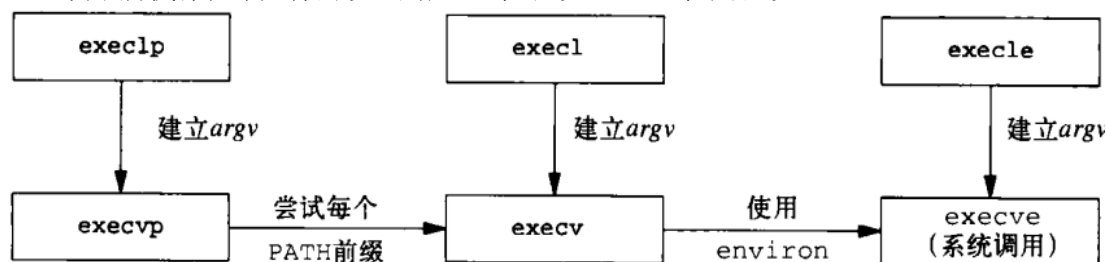 execlp
execl
execle
建立argv
建立argv
建立argv
execvp
尝试每个
PATH前缀
execv
使用
environ
execve
(系统调用)